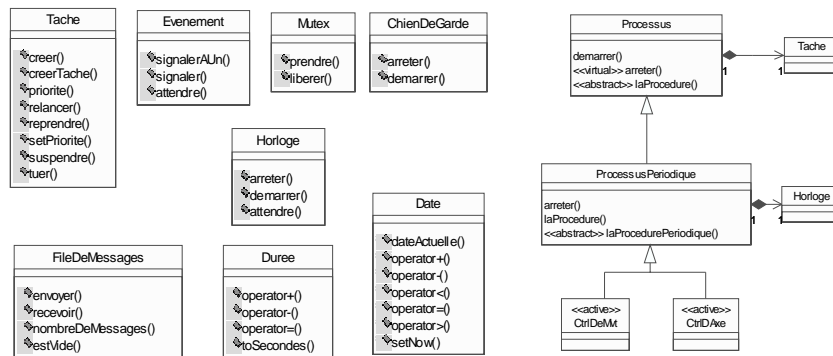 Tache
creer()
creerTache()
priorite()
relancer()
reprendre()
setPriorite()
suspendre()
tuer()
Evenement
signalerAUn()
signaler()
attendre()
Mutex
prendre()
liberer()
ChienDeGarde
arreter()
demarrer()
Horloge
arreter()
demarrer()
attendre()
Date
dateActuelle()
operator+()
operator-()
operator<()
operator=()
operator>()
setNow()
FileDeMessages
envoyer()
recevoir()
nombreDeMessages()
estVide()
Duree
operator+()
operator-()
operator=()
toSecondes()
Processus
demarrer()
<<virtual>> arreter()
<<abstract>> laProcedure()
1
1
Tache
ProcessusPeriodique
arreter()
laProcedure()
<<abstract>> laProcedurePeriodique()
1
1
Horloge
<<active>>
CtrlDeMvt
<<active>>
CtrlDAxe